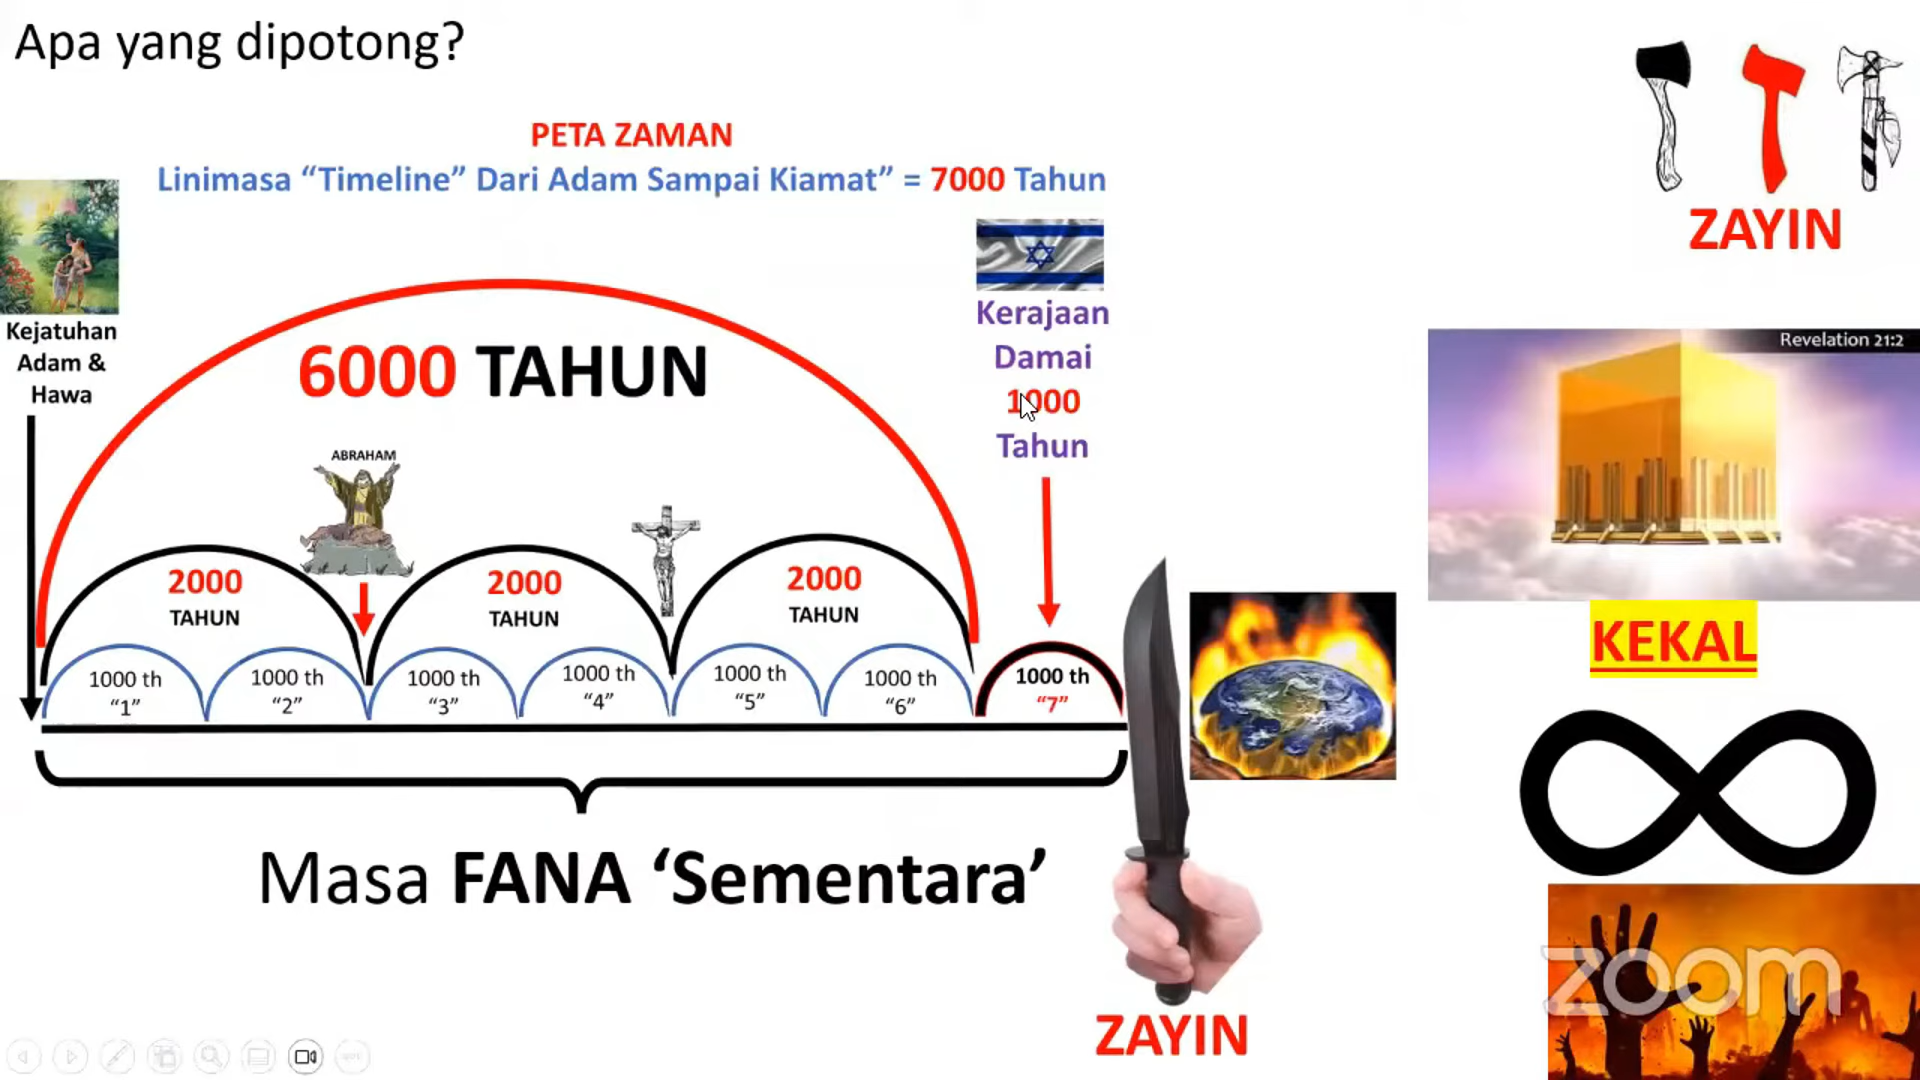 Apa yang dipotong?
PETA ZAMAN
Linimasa “Timeline” Dari Adam Sampai Kiamat” = 7000 Tahun
ZAYIN
Kejatuhan
Adam &
Hawa
6000 TAHUN
Kerajaan
Damai
1000
Tahun
ABRAHAM
2000
TAHUN
2000
TAHUN
2000
TAHUN
1000 th
“1”
1000 th
“2”
1000 th
“3”
1000 th
“4”
1000 th
“5”
1000 th
“6”
1000 th
“7”
Masa FANA ‘Sementara’
ZAYIN
Revelation 21:2
KEKAL
zoom